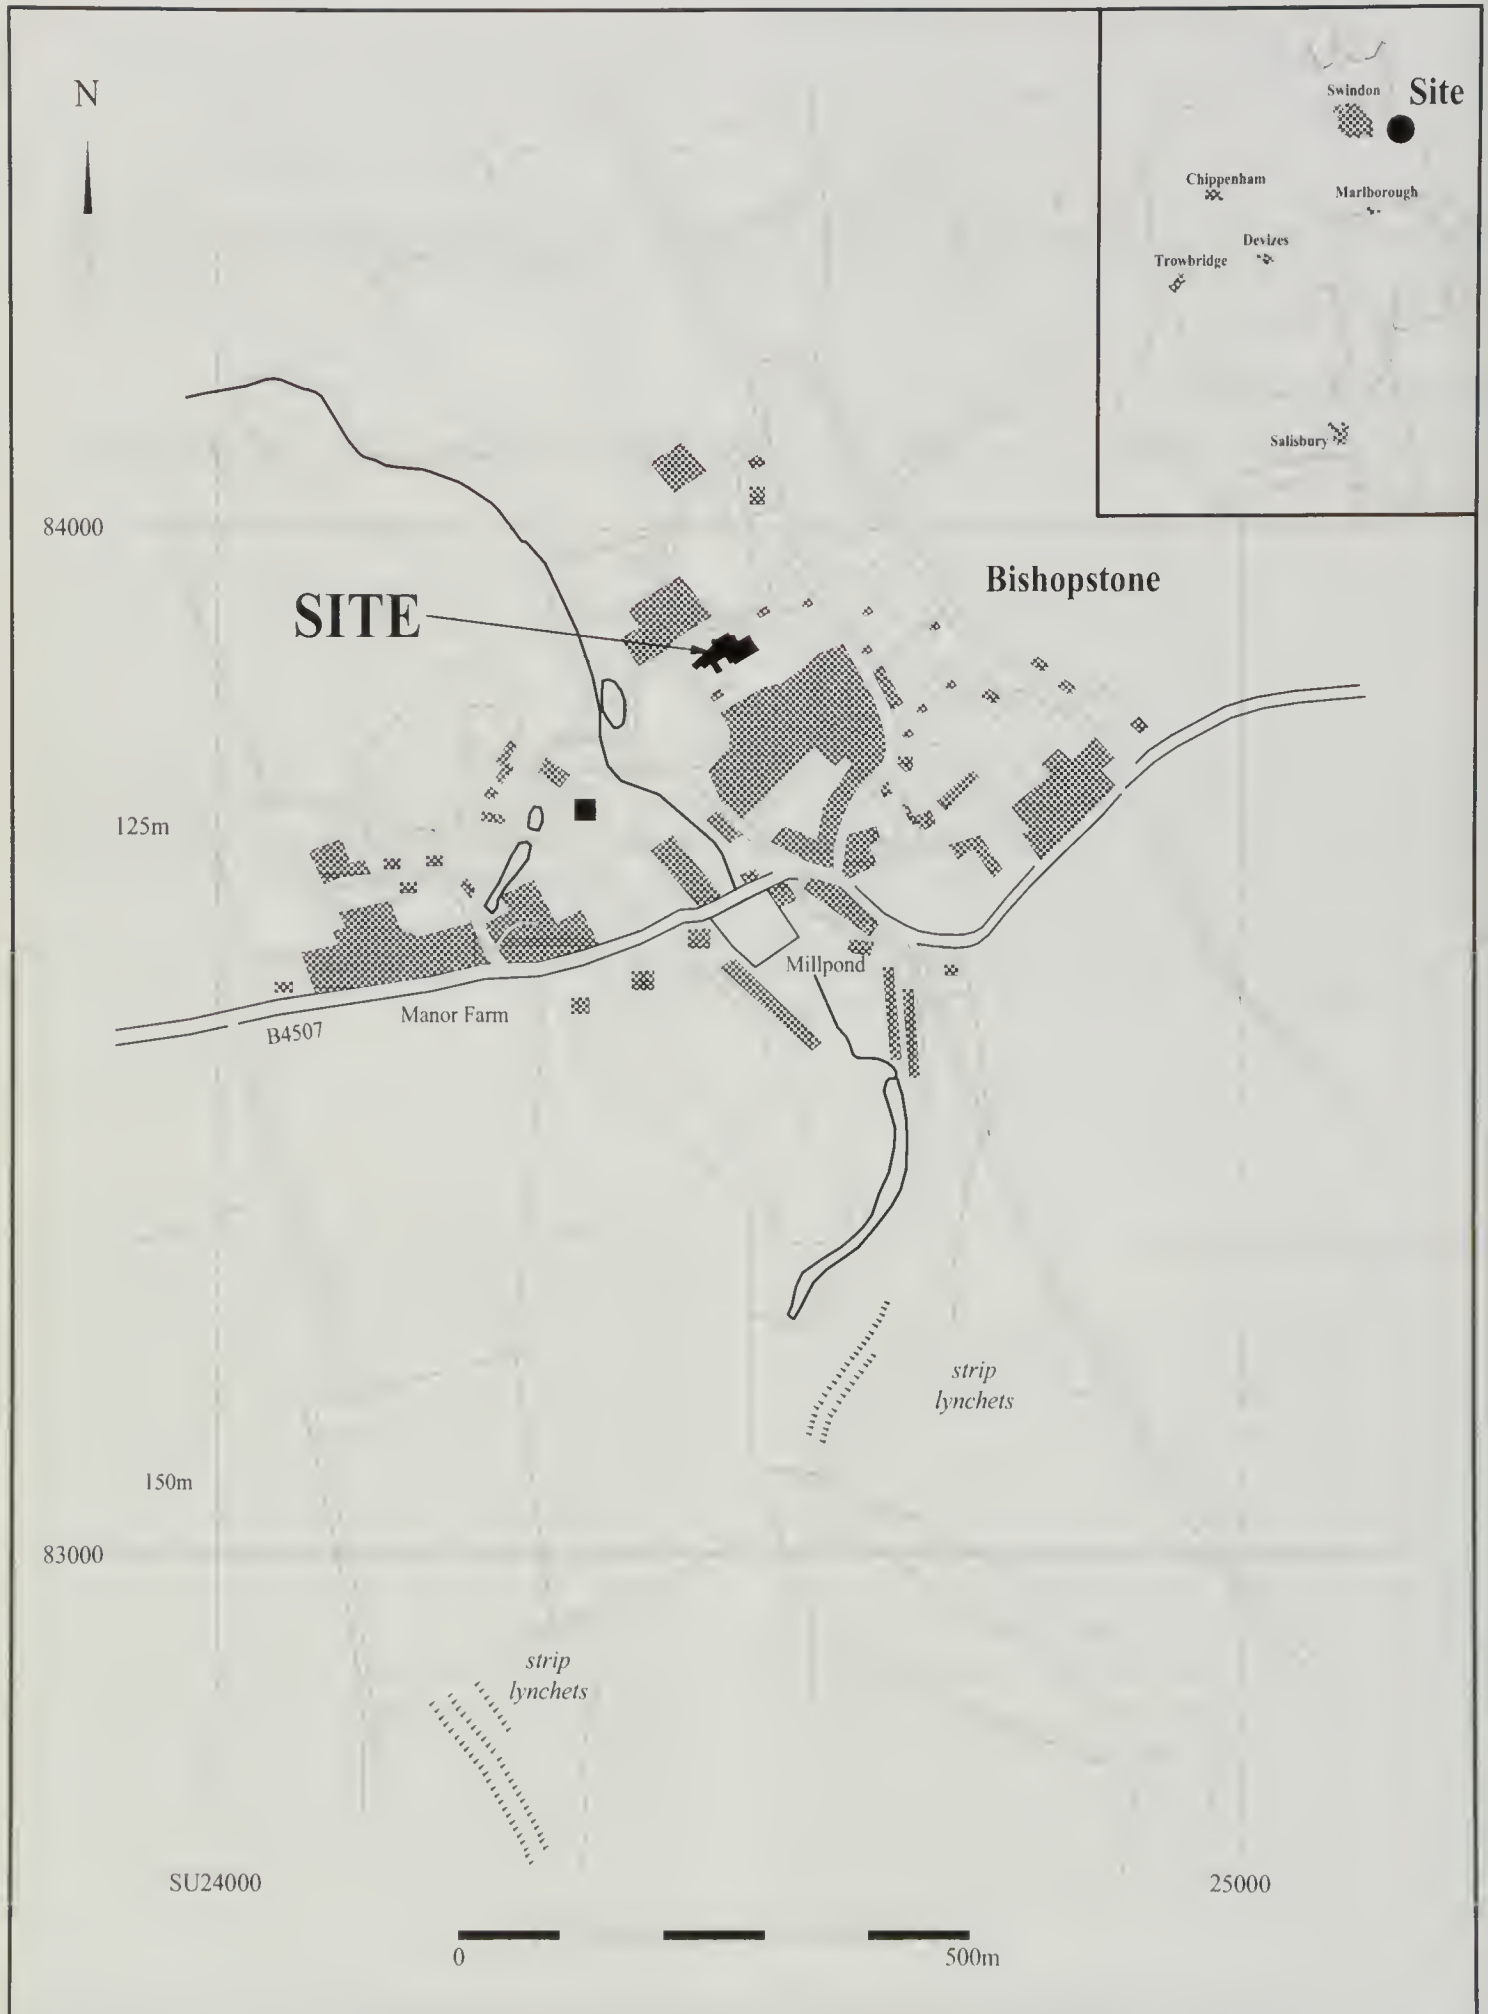 N
Swindon
Site
Chippenham
Marlborough
Devizes
Trowbridge
Salisbury
84000
Bishopstone
SITE
125m
Millpond
Manor Farm
B4507
strip
lynchets
150m
83000
strip
lynchets
SU24000
25000
0
500m